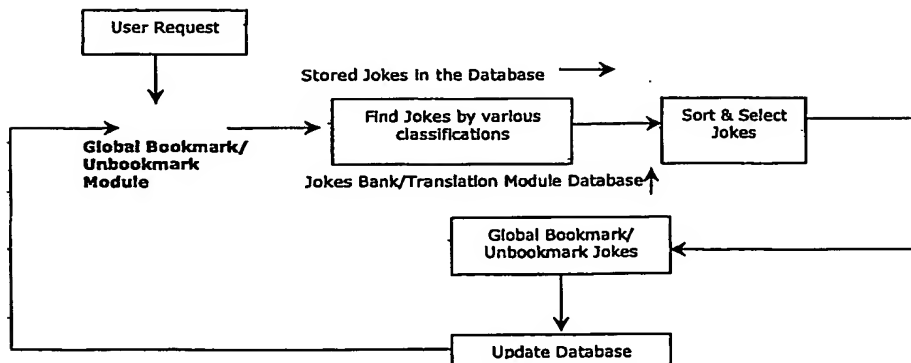 User Request
Stored Jokes in the Database
Find Jokes by various
classifications
Sort & Select
Jokes
Global Bookmark/
Unbookmark
Module
Jokes Bank/Translation Module Database
Global Bookmark/
Unbookmark Jokes
Update Database